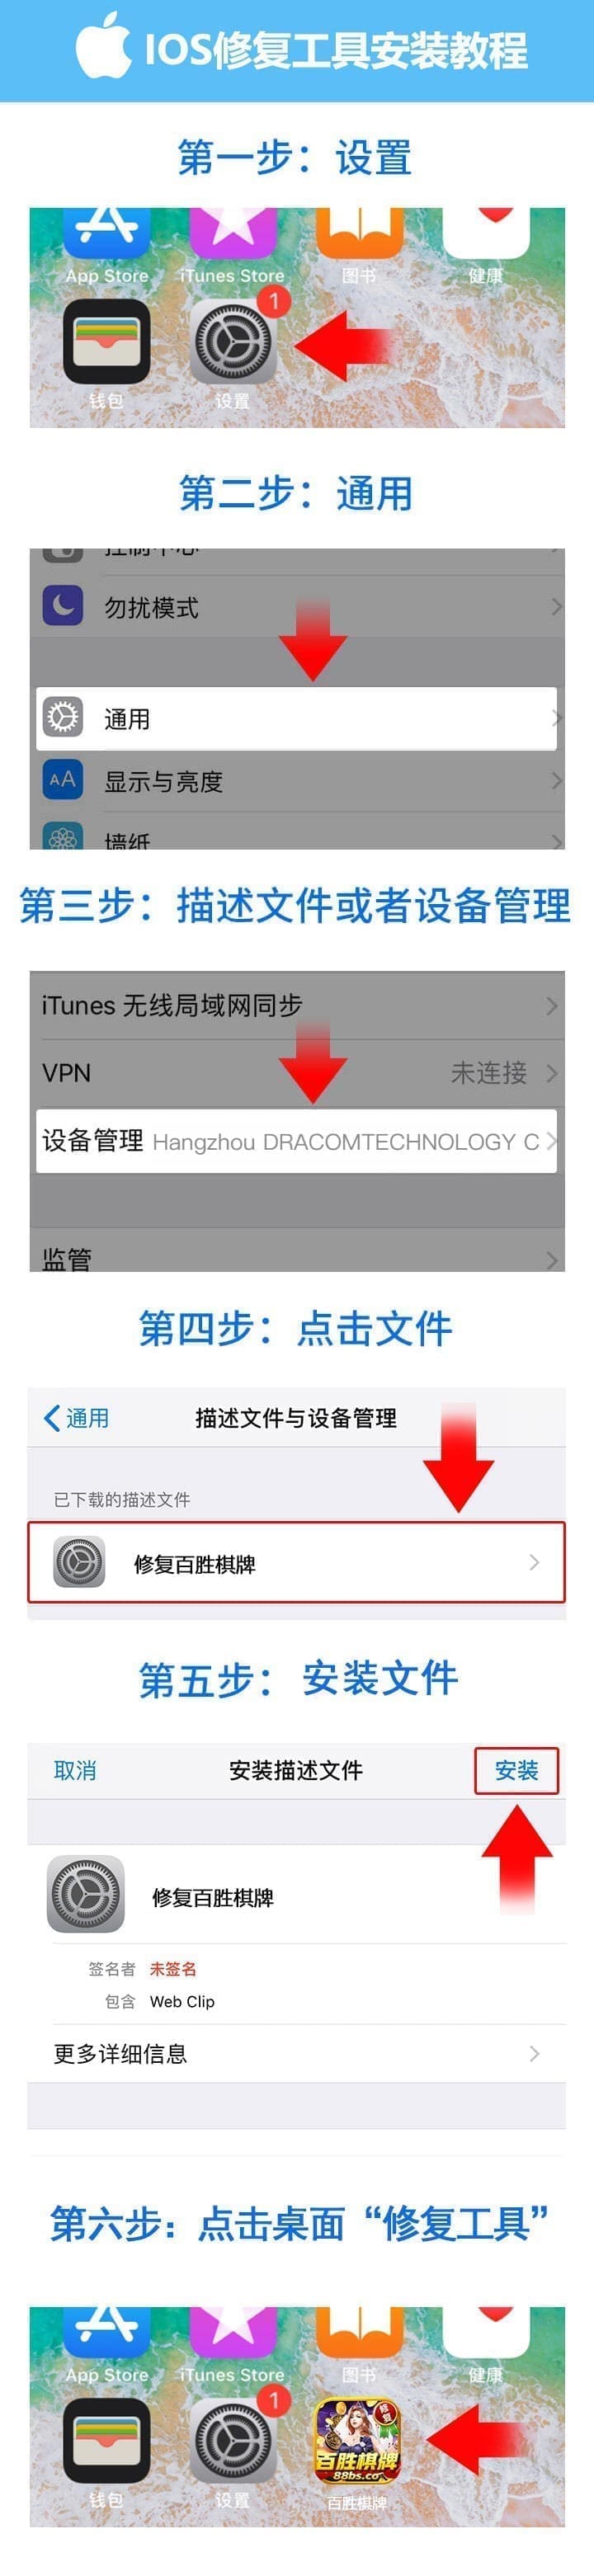 IOS修复工具安装教程
第一步：设置
App Store
iTunes Store
图书
健康
1
钱包
设置
第二步：通用
控制中心
勿扰模式
通用
AA
显示与亮度
墙纸
第三步：描述文件或者设备管理
iTunes 无线局域网同步
VPN 未连接
设备管理 Hangzhou DRACOMTECHNOLOGY C
监管
第四步：点击文件
通用 描述文件与设备管理
已下载的描述文件
修复百胜棋牌
第五步：安装文件
取消 安装描述文件 安装
修复百胜棋牌
签名者 未签名
包含 Web Clip
更多详细信息
第六步：点击桌面“修复工具”
App Store
iTunes Store
图书
健康
1
百胜棋牌
88bs.co
钱包
设置
百胜棋牌